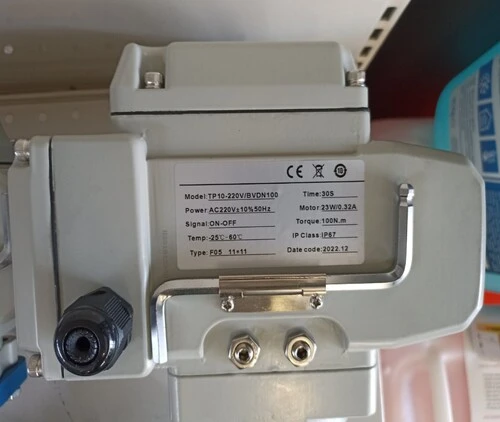 CE
Model: TP10-220V/BVDN100 Time: 30S
Power: AC220V±10%50Hz Motor: 23W/0.32A
Signal: ON-OFF Torque: 100N.m
Temp: -25℃-60℃ IP Class: IP67
Type: F05 11*11 Date code: 2022.12